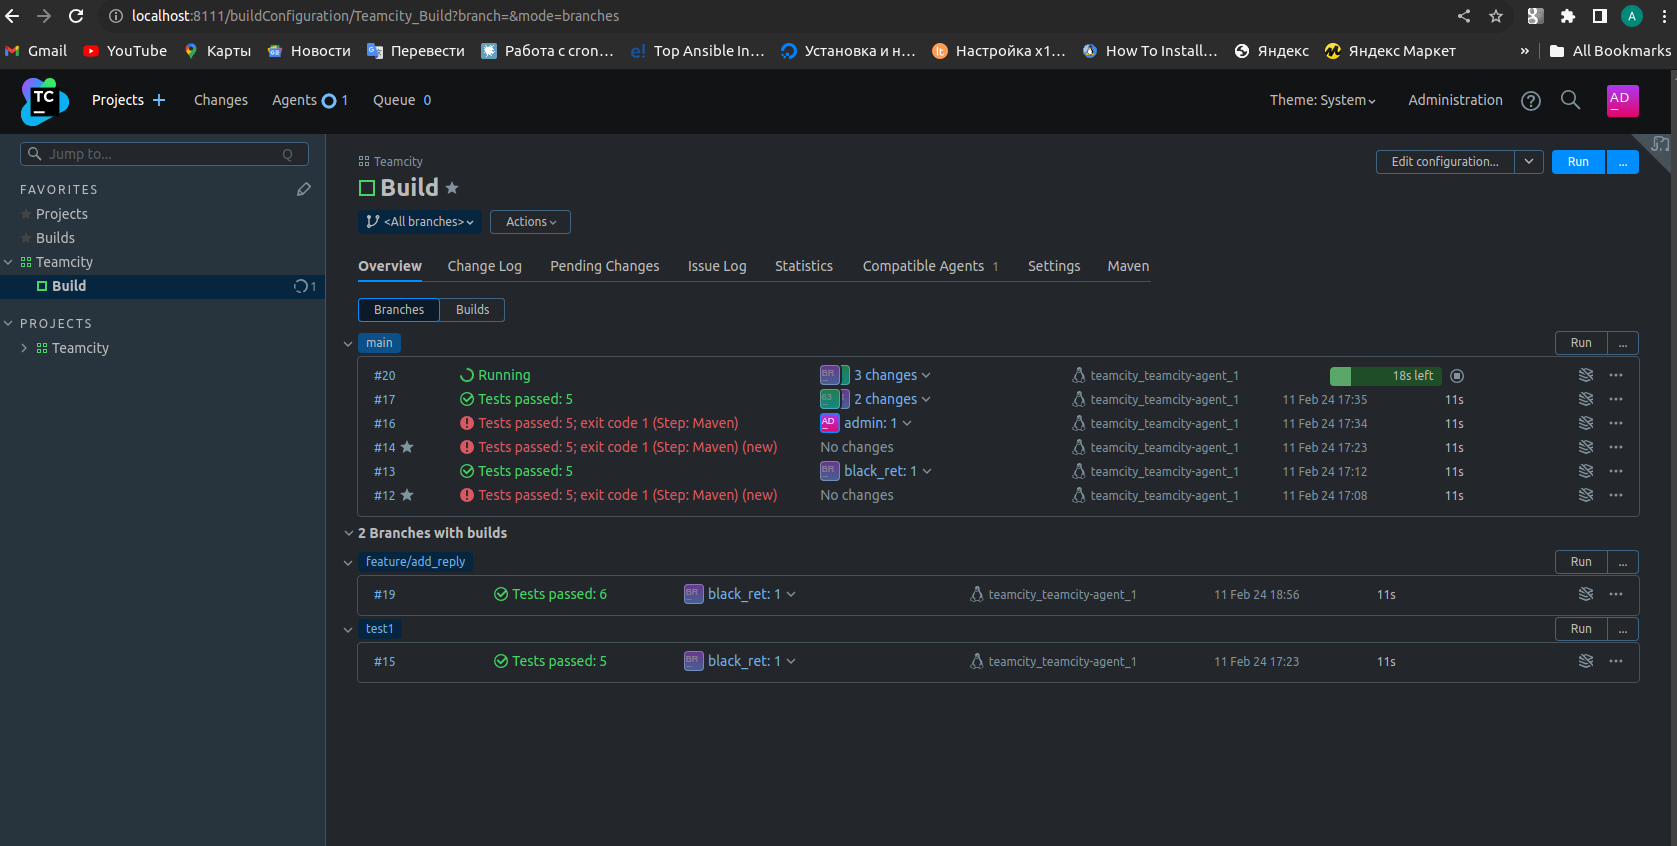 localhost:8111/buildConfiguration/Teamcity_Build?branch=&mode=branches A
Gmail YouTube Карты Новости Перевести Работа с cron... Top Ansible In... Установка и н... Настройка x1... How To Install... Яндекс Яндекс Маркет » All Bookmarks
TC Projects + Changes Agents 1 Queue 0 Theme: System Administration ? AD
Jump to... Q
FAVORITES
Projects
Builds
Teamcity
Build 1
PROJECTS
Teamcity
Teamcity
Edit configuration... Run ...
Build
<All branches> Actions
Overview Change Log Pending Changes Issue Log Statistics Compatible Agents 1 Settings Maven
Branches Builds
main Run ...
#20 Running BR 3 changes teamcity_teamcity-agent_1 18s left
#17 Tests passed: 5 63 2 changes teamcity_teamcity-agent_1 11 Feb 24 17:35 11s
#16 Tests passed: 5; exit code 1 (Step: Maven) AD admin: 1 teamcity_teamcity-agent_1 11 Feb 24 17:34 11s
#14 Tests passed: 5; exit code 1 (Step: Maven) (new) No changes teamcity_teamcity-agent_1 11 Feb 24 17:23 11s
#13 Tests passed: 5 BR black_ret: 1 teamcity_teamcity-agent_1 11 Feb 24 17:12 11s
#12 Tests passed: 5; exit code 1 (Step: Maven) (new) No changes teamcity_teamcity-agent_1 11 Feb 24 17:08 11s
2 Branches with builds
feature/add_reply Run ...
#19 Tests passed: 6 BR black_ret: 1 teamcity_teamcity-agent_1 11 Feb 24 18:56 11s
test1 Run ...
#15 Tests passed: 5 BR black_ret: 1 teamcity_teamcity-agent_1 11 Feb 24 17:23 11s